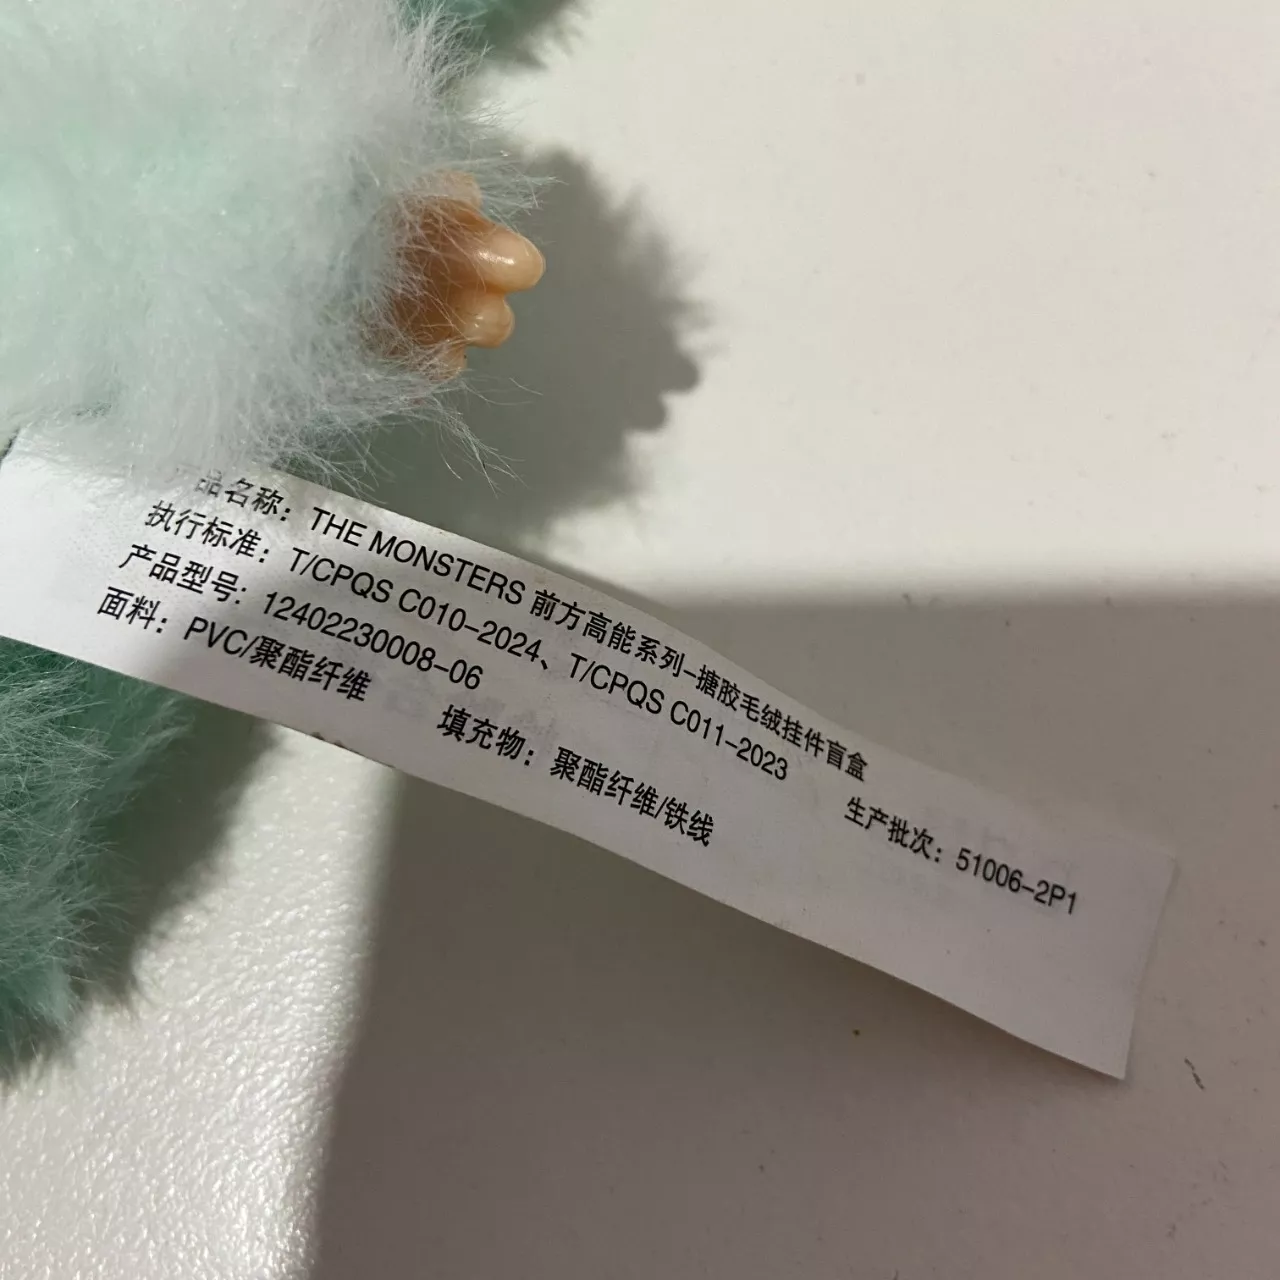 品名称：THE MONSTERS 前方高能系列-搪胶毛绒挂件盲盒
执行标准：T/CPQS C010-2024、T/CPQS C011-2023
产品型号：12402230008-06 生产批次：51006-2P1
面料：PVC/聚酯纤维 填充物：聚酯纤维/铁线